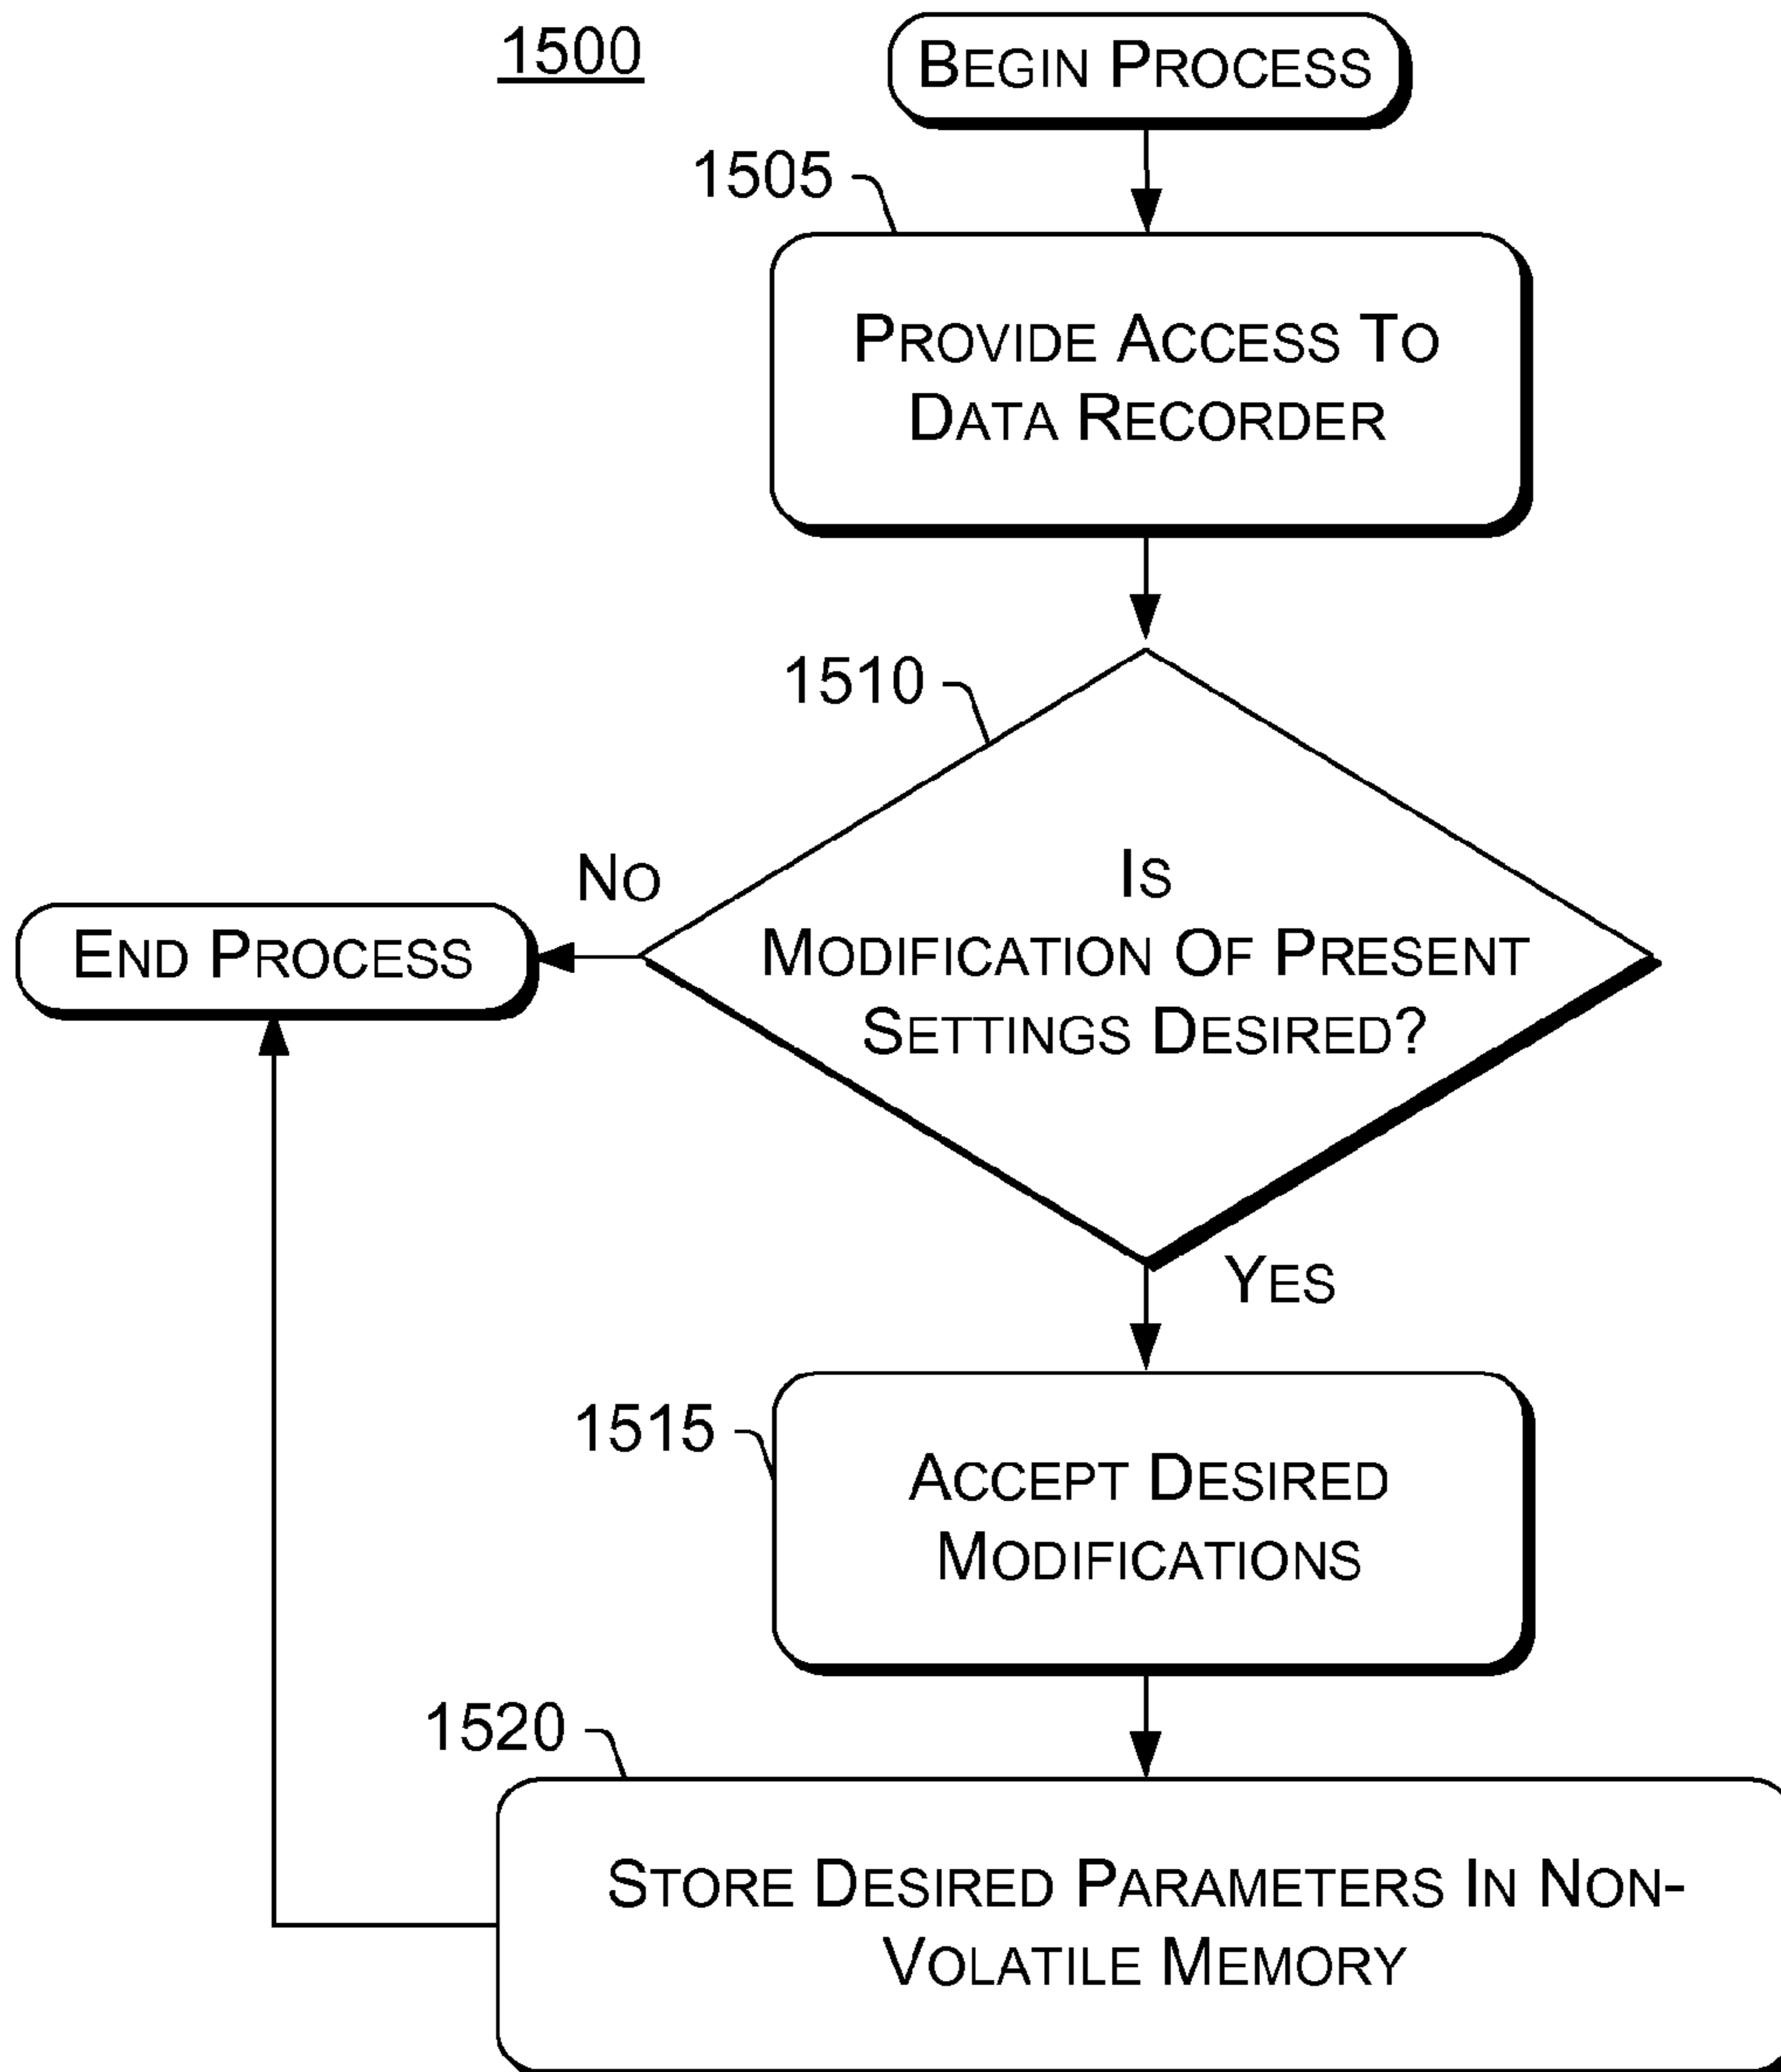 1500
BEGIN PROCESS
1505
PROVIDE ACCESS TO
DATA RECORDER
1510
IS
MODIFICATION OF PRESENT
SETTINGS DESIRED?
NO
END PROCESS
YES
1515
ACCEPT DESIRED
MODIFICATIONS
1520
STORE DESIRED PARAMETERS IN NON-
VOLATILE MEMORY